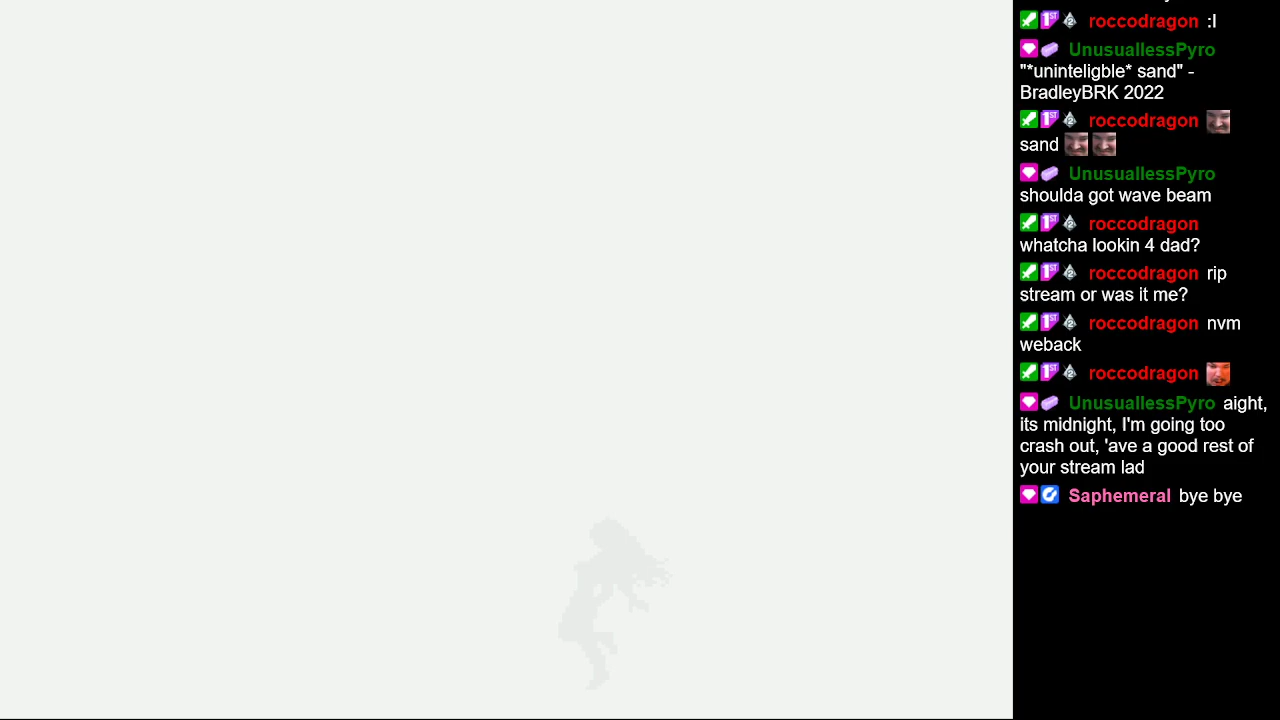 roccodragon :l
UnusuallessPyro
"*uninteligble* sand" -
BradleyBRK 2022
roccodragon
sand
UnusuallessPyro
shoulda got wave beam
roccodragon
whatcha lookin 4 dad?
roccodragon rip
stream or was it me?
roccodragon nvm
weback
roccodragon
UnusuallessPyro aight,
its midnight, I'm going too
crash out, 'ave a good rest of
your stream lad
Saphemeral bye bye